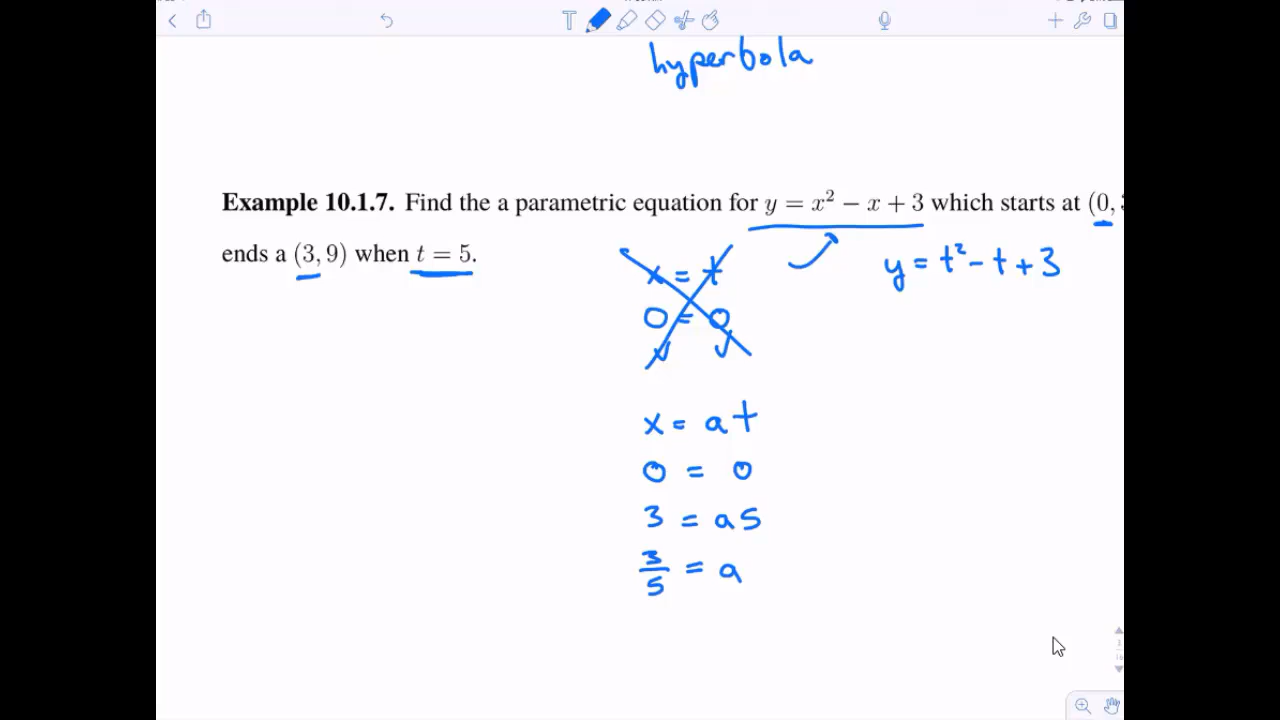 hyperbola
Example 10.1.7. Find the a parametric equation for y = x² − x + 3 which starts at (0,
ends a (3, 9) when t = 5.
y = t² - t + 3
x = t
0 = 0
x = at
0 = 0
3 = a5
3/5 = a